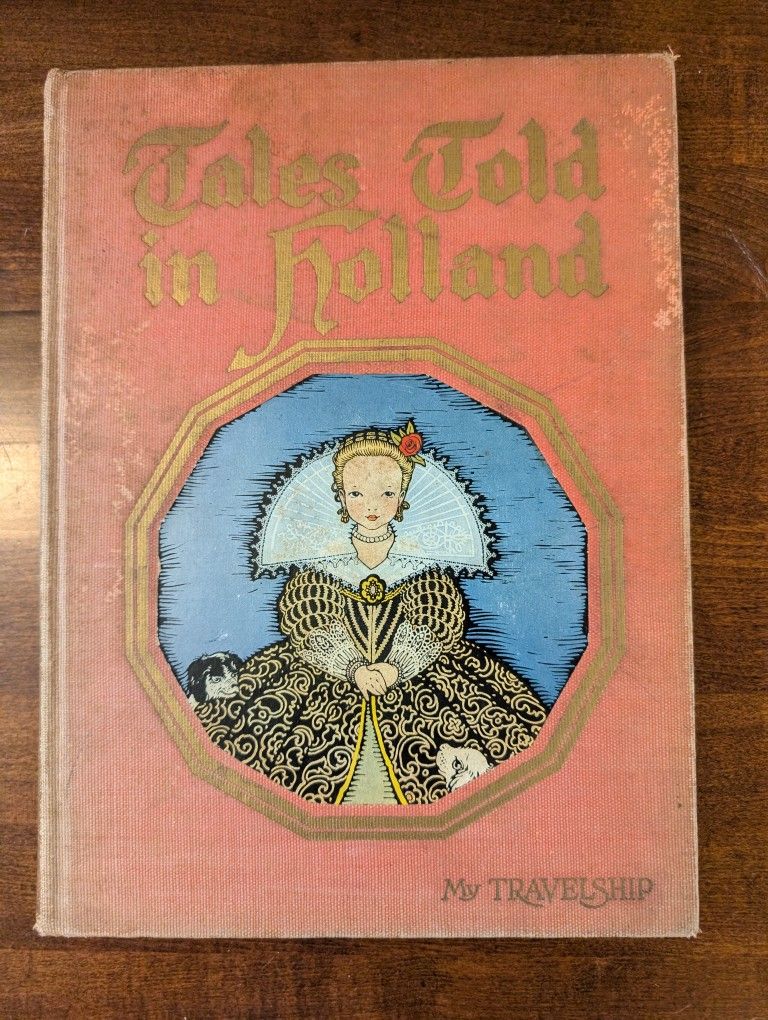 Tales Told
in Holland
My TRAVELSHIP